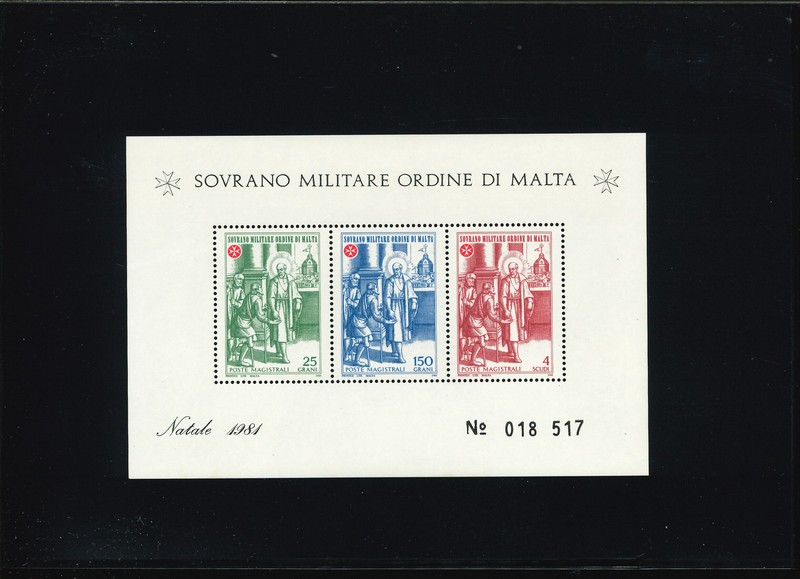 SOVRANO MILITARE ORDINE DI MALTA
SOVRANO MILITARE ORDINE DI MALTA
25
POSTE MAGISTRALI GRANI
SOVRANO MILITARE ORDINE DI MALTA
150
POSTE MAGISTRALI GRANI
SOVRANO MILITARE ORDINE DI MALTA
4
POSTE MAGISTRALI SCUDI
Natale 1981
Nº 018 517